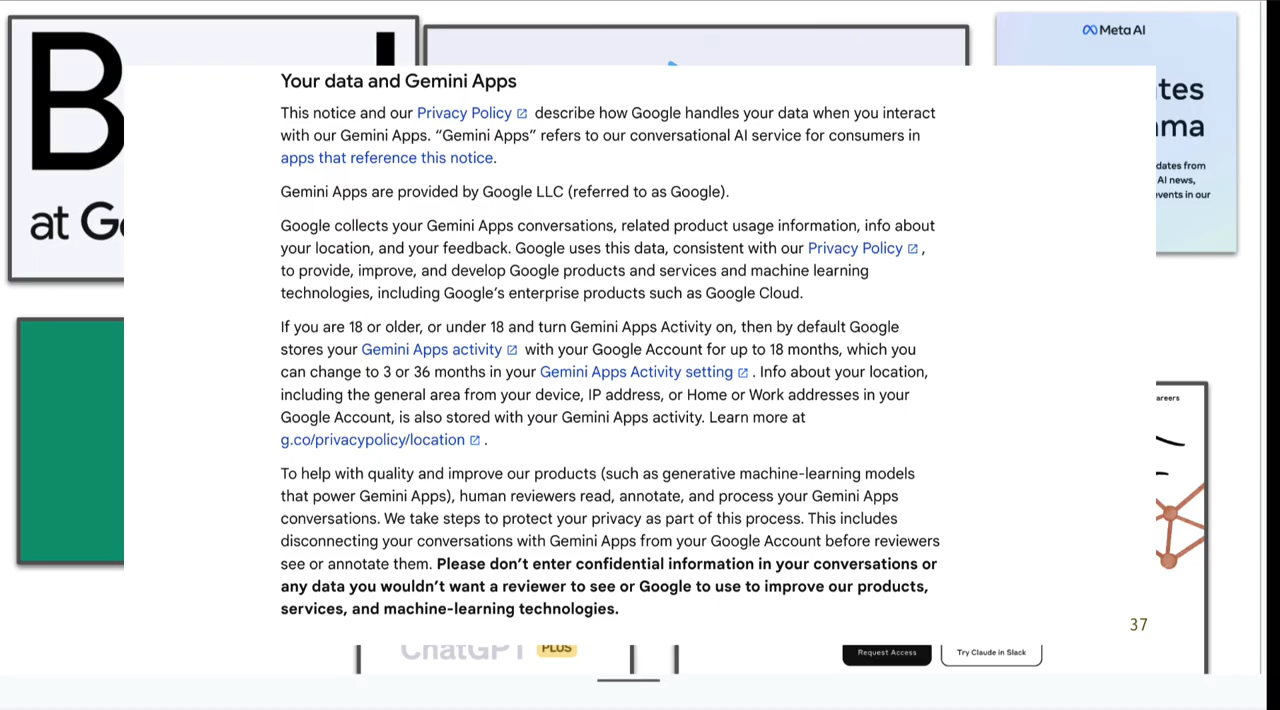 B
at Go
Meta AI
tes
ma
dates from
AI news,
vents in our
Your data and Gemini Apps
This notice and our Privacy Policy describe how Google handles your data when you interact
with our Gemini Apps. “Gemini Apps” refers to our conversational AI service for consumers in
apps that reference this notice.
Gemini Apps are provided by Google LLC (referred to as Google).
Google collects your Gemini Apps conversations, related product usage information, info about
your location, and your feedback. Google uses this data, consistent with our Privacy Policy ,
to provide, improve, and develop Google products and services and machine learning
technologies, including Google’s enterprise products such as Google Cloud.
If you are 18 or older, or under 18 and turn Gemini Apps Activity on, then by default Google
stores your Gemini Apps activity with your Google Account for up to 18 months, which you
can change to 3 or 36 months in your Gemini Apps Activity setting . Info about your location,
including the general area from your device, IP address, or Home or Work addresses in your
Google Account, is also stored with your Gemini Apps activity. Learn more at
g.co/privacypolicy/location .
To help with quality and improve our products (such as generative machine-learning models
that power Gemini Apps), human reviewers read, annotate, and process your Gemini Apps
conversations. We take steps to protect your privacy as part of this process. This includes
disconnecting your conversations with Gemini Apps from your Google Account before reviewers
see or annotate them. Please don’t enter confidential information in your conversations or
any data you wouldn’t want a reviewer to see or Google to use to improve our products,
services, and machine-learning technologies.
37
areers
ChatGPT PLUS
Request Access
Try Claude in Slack